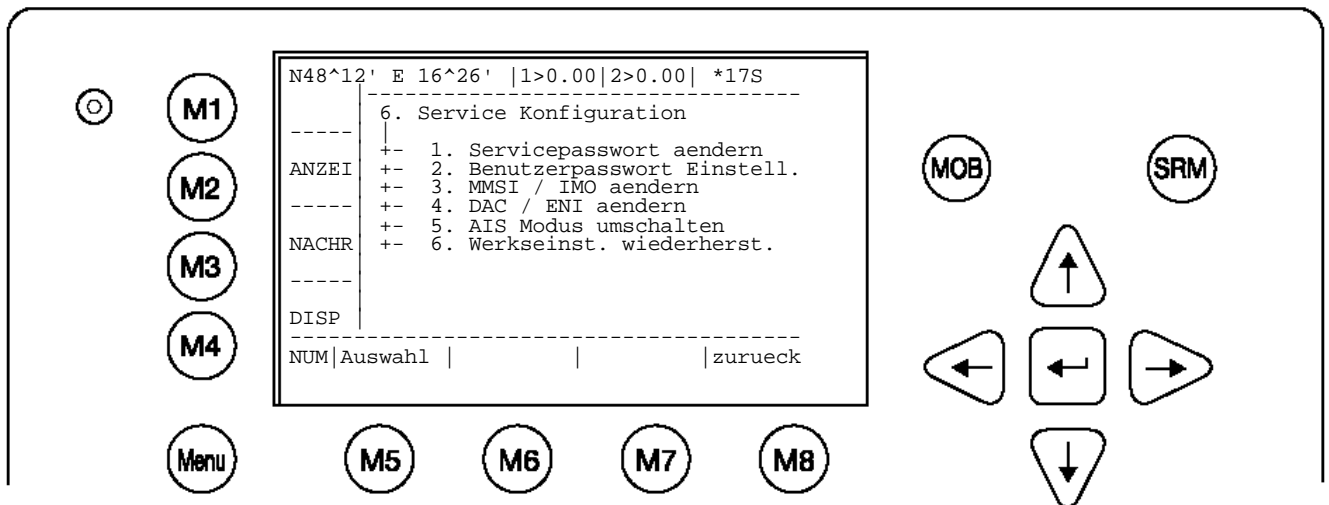 N48^12' E 16^26' |1>0.00|2>0.00| *17S
6. Service Konfiguration
+- 1. Servicepasswort aendern
ANZEI +- 2. Benutzerpasswort Einstell.
+- 3. MMSI / IMO aendern
+- 4. DAC / ENI aendern
+- 5. AIS Modus umschalten
NACHR +- 6. Werkseinst. wiederherst.
DISP
NUM|Auswahl | | |zurueck
M1
M2
M3
M4
Menu
M5
M6
M7
M8
MOB
SRM